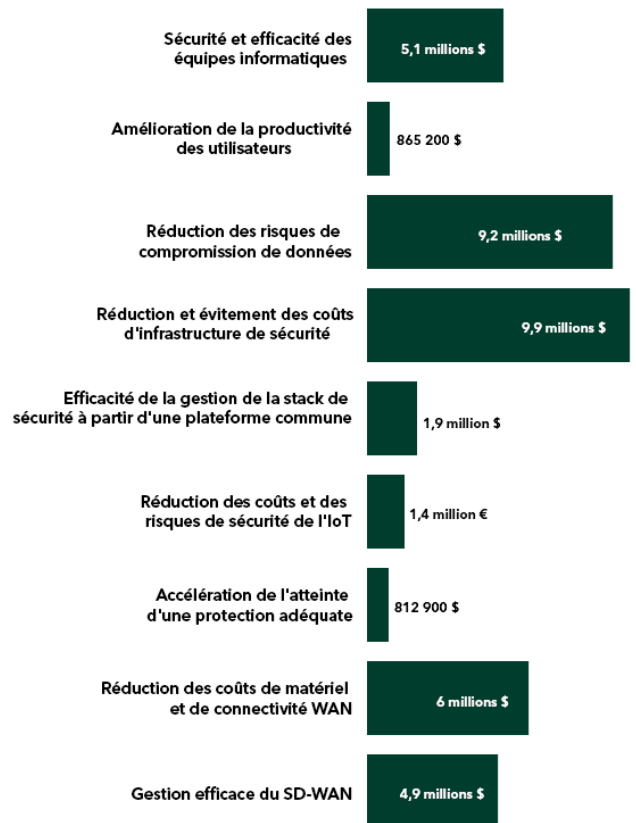 Sécurité et efficacité des
équipes informatiques
5,1 millions $
Amélioration de la productivité
des utilisateurs
865 200 $
Réduction des risques de
compromission de données
9,2 millions $
Réduction et évitement des coûts
d'infrastructure de sécurité
9,9 millions $
Efficacité de la gestion de la stack de
sécurité à partir d'une plateforme commune
1,9 million $
Réduction des coûts et des
risques de sécurité de l'IoT
1,4 million €
Accélération de l'atteinte
d'une protection adéquate
812 900 $
Réduction des coûts de matériel
et de connectivité WAN
6 millions $
Gestion efficace du SD-WAN
4,9 millions $